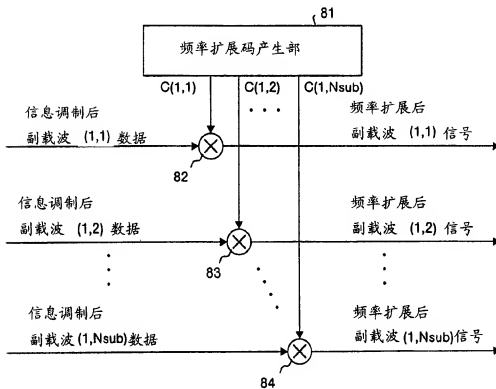 81
频率扩展码产生部
C(1,1)
C(1,2)
C(1,Nsub)
信息调制后
副载波 (1,1) 数据
82
频率扩展后
副载波 (1,1) 信号
信息调制后
副载波 (1,2) 数据
83
频率扩展后
副载波 (1,2) 信号
信息调制后
副载波(1,Nsub)数据
84
频率扩展后
副载波(1,Nsub)信号